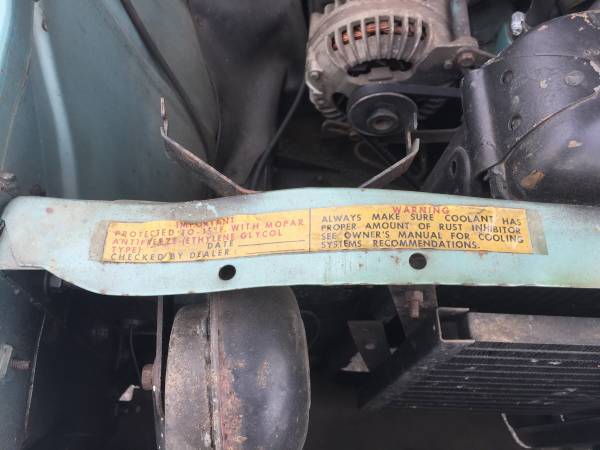 IMPORTANT
PROTECTED TO -35°F. WITH MOPAR
ANTIFREEZE (ETHYLENE GLYCOL
TYPE) DATE
CHECKED BY DEALER:
WARNING
ALWAYS MAKE SURE COOLANT HAS
PROPER AMOUNT OF RUST INHIBITOR
SEE OWNER'S MANUAL FOR COOLING
SYSTEMS RECOMMENDATIONS.